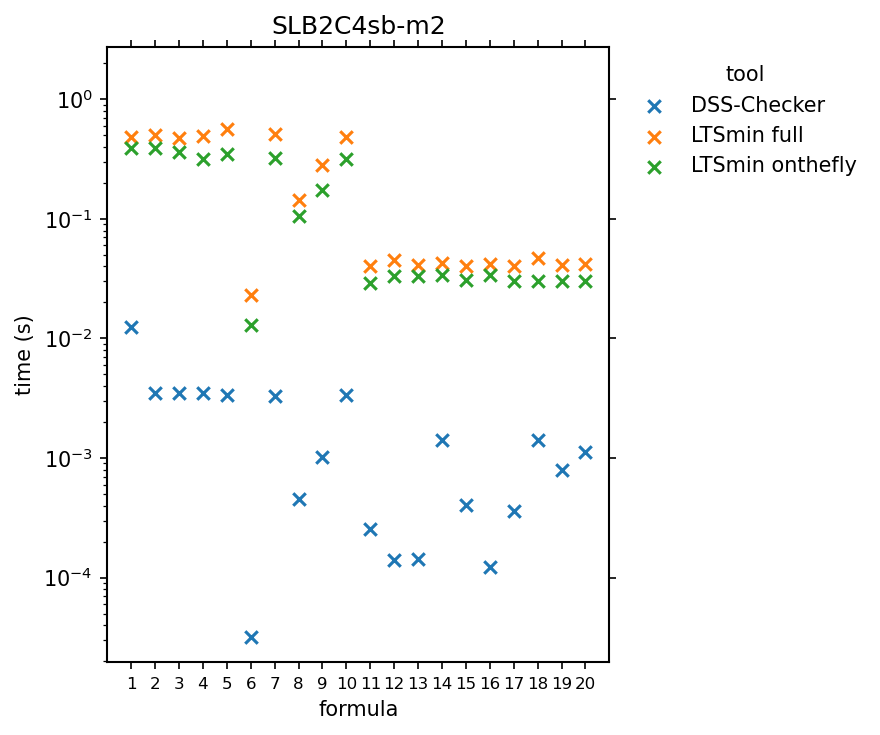 SLB2C4sb-m2
tool
DSS-Checker
LTSmin full
LTSmin onthefly
time (s)
10⁰
10⁻¹
10⁻²
10⁻³
10⁻⁴
1 2 3 4 5 6 7 8 9 10 11 12 13 14 15 16 17 18 19 20
formula